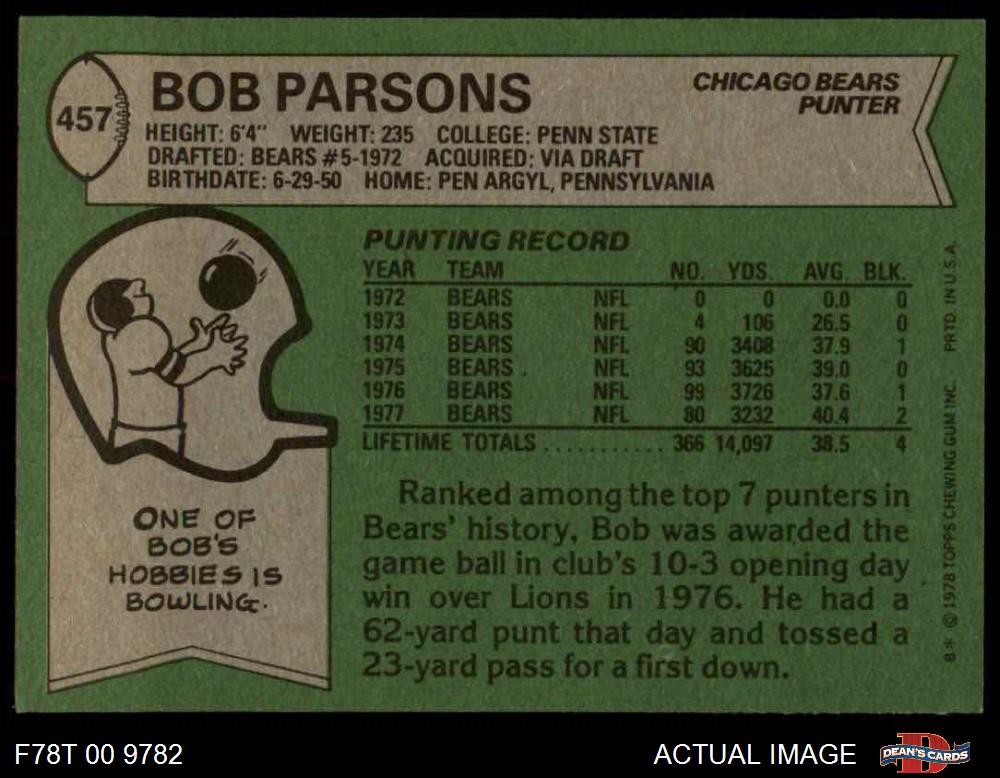 457
BOB PARSONS
CHICAGO BEARS
PUNTER
HEIGHT: 6'4" WEIGHT: 235 COLLEGE: PENN STATE
DRAFTED: BEARS #5-1972 ACQUIRED: VIA DRAFT
BIRTHDATE: 6-29-50 HOME: PEN ARGYL, PENNSYLVANIA
PUNTING RECORD
YEAR TEAM NO. YDS. AVG. BLK.
1972 BEARS NFL 0 0 0.0 0
1973 BEARS NFL 4 106 26.5 0
1974 BEARS NFL 90 3408 37.9 1
1975 BEARS NFL 93 3625 39.0 0
1976 BEARS NFL 99 3726 37.6 1
1977 BEARS NFL 80 3232 40.4 2
LIFETIME TOTALS ........... 366 14,097 38.5 4
Ranked among the top 7 punters in
Bears' history, Bob was awarded the
game ball in club's 10-3 opening day
win over Lions in 1976. He had a
62-yard punt that day and tossed a
23-yard pass for a first down.
ONE OF
BOB'S
HOBBIES IS
BOWLING.
B* © 1978 TOPPS CHEWING GUM INC. PRTD. IN U.S.A.
F78T 00 9782
ACTUAL IMAGE
D
DEAN'S CARDS